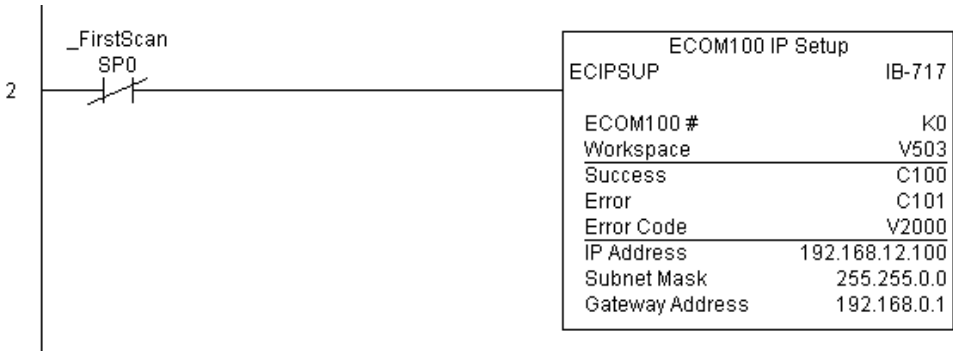 _FirstScan
SP0
2
ECOM100 IP Setup
ECIPSUP IB-717
ECOM100 # K0
Workspace V503
Success C100
Error C101
Error Code V2000
IP Address 192.168.12.100
Subnet Mask 255.255.0.0
Gateway Address 192.168.0.1